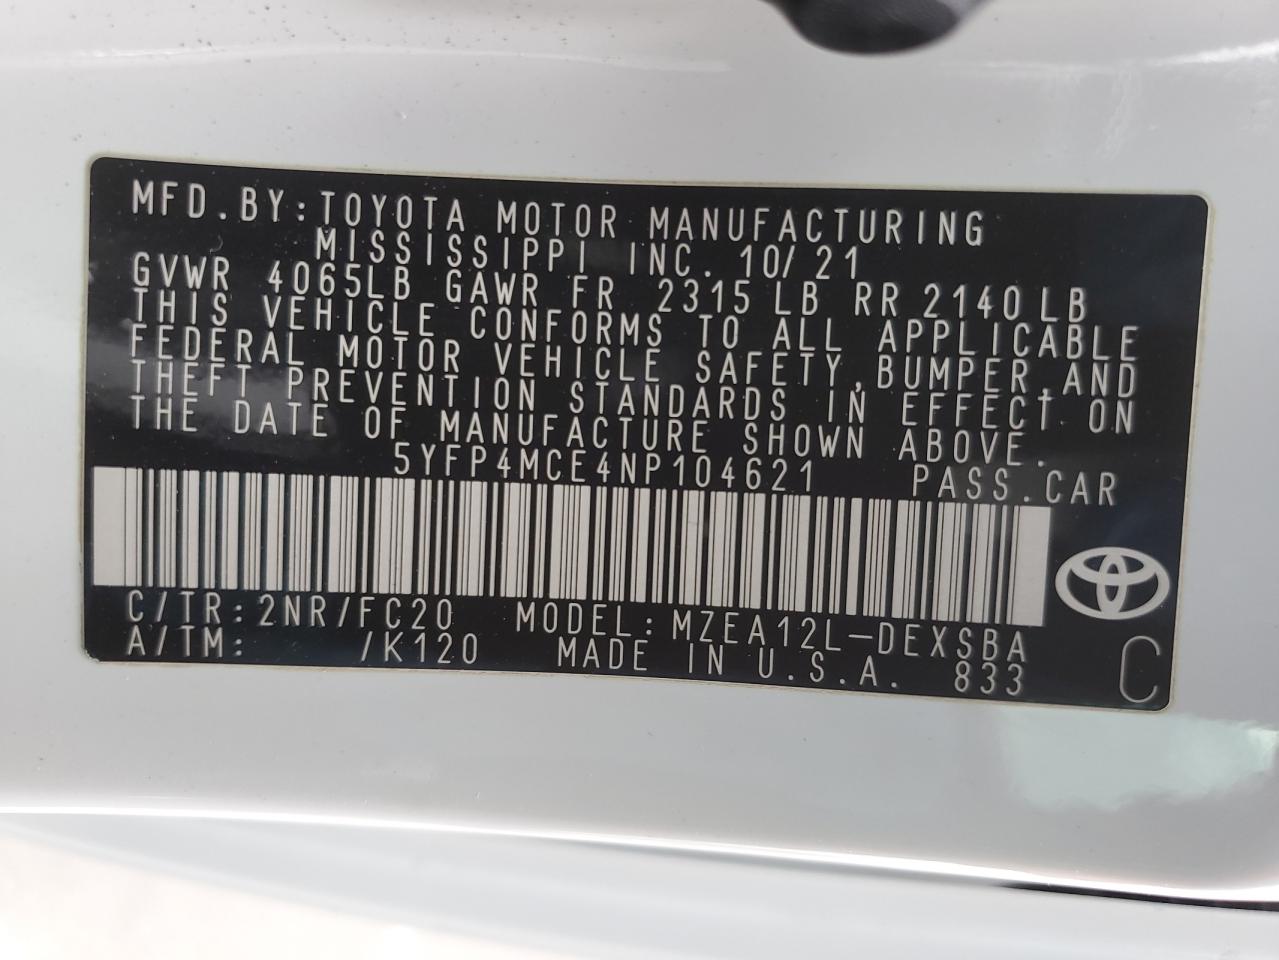 MFD.BY:TOYOTA MOTOR MANUFACTURING
MISSISSIPPI INC. 10/21
GVWR 4065LB GAWR FR 2315LB RR 2140LB
THIS VEHICLE CONFORMS TO ALL APPLICABLE
FEDERAL MOTOR VEHICLE SAFETY,BUMPER,AND
THEFT PREVENTION STANDARDS IN EFFECT ON
THE DATE OF MANUFACTURE SHOWN ABOVE.
5YFP4MCE4NP104621 PASS.CAR
C/TR:2NR/FC20 MODEL:MZEA12L-DEXSBA
A/TM: /K120 MADE IN U.S.A. 833
C